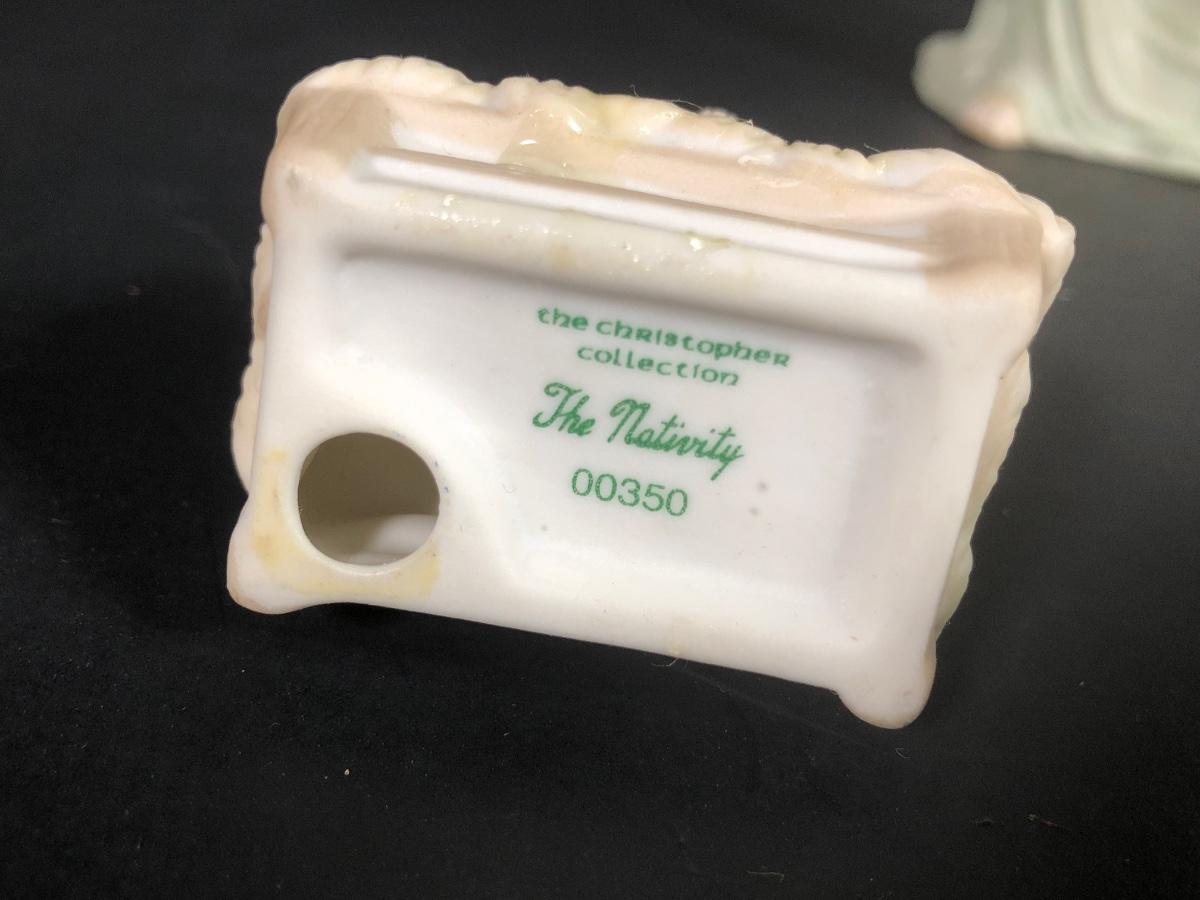 the christopher
collection
The Nativity
00350